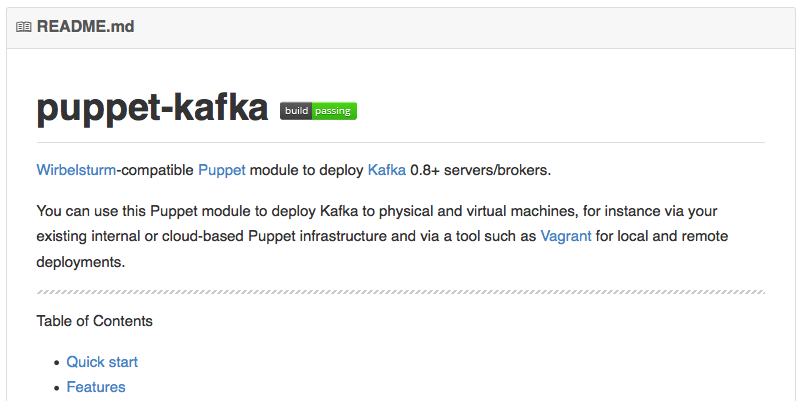 README.md
puppet-kafka build passing
Wirbelsturm-compatible Puppet module to deploy Kafka 0.8+ servers/brokers.
You can use this Puppet module to deploy Kafka to physical and virtual machines, for instance via your
existing internal or cloud-based Puppet infrastructure and via a tool such as Vagrant for local and remote
deployments.
Table of Contents
• Quick start
• Features